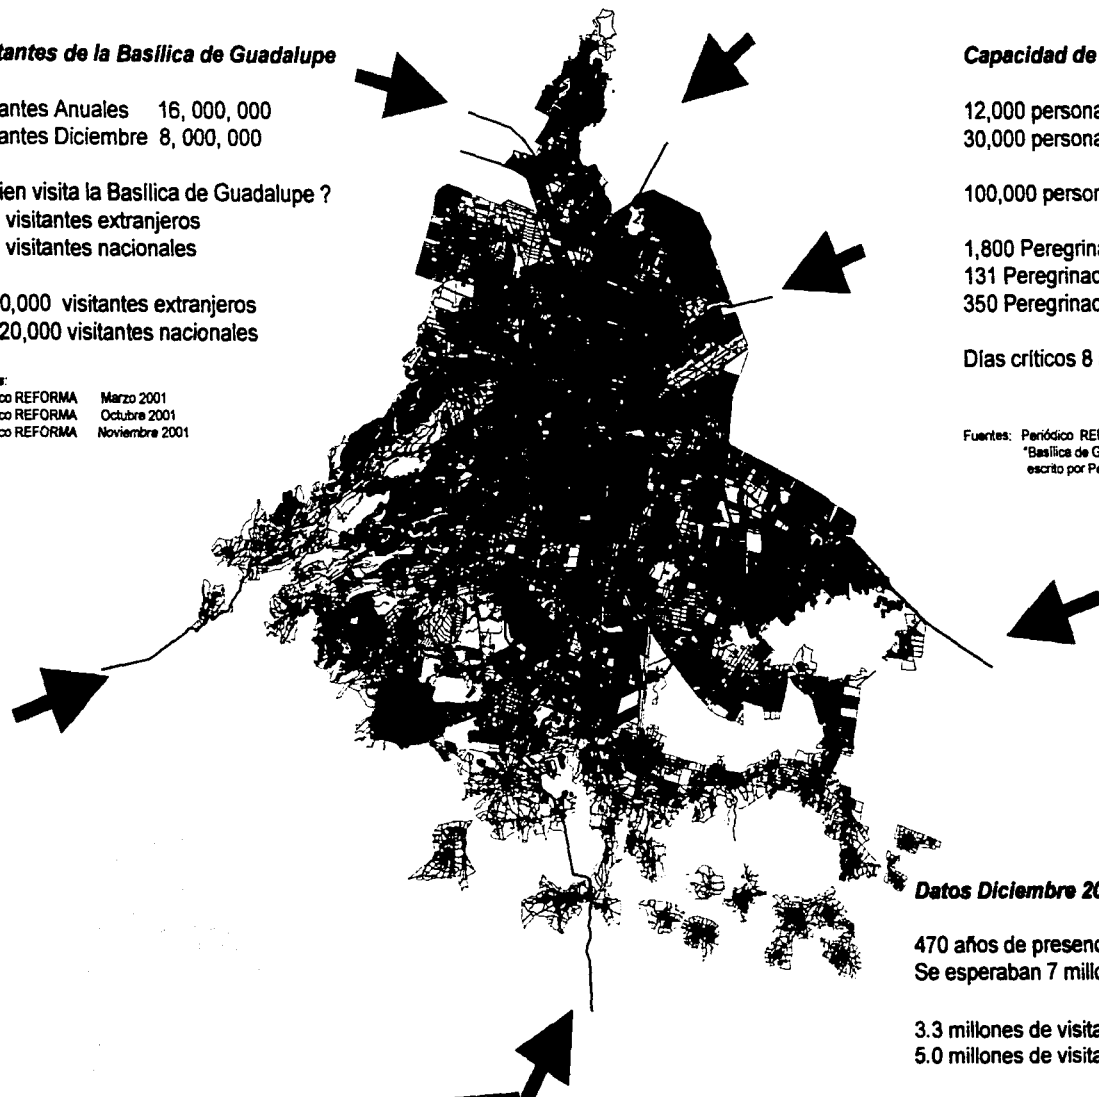 tantes de la Basílica de Guadalupe
antes Anuales 16, 000, 000
antes Diciembre 8, 000, 000
ien visita la Basílica de Guadalupe ?
visitantes extranjeros
visitantes nacionales
0,000 visitantes extranjeros
20,000 visitantes nacionales
s:
co REFORMA Marzo 2001
co REFORMA Octubre 2001
co REFORMA Noviembre 2001
Capacidad de
12,000 persona
30,000 persona
100,000 person
1,800 Peregrina
131 Peregrinac
350 Peregrinac
Días críticos 8
Fuentes: Periódico REF
"Basílica de G
escrito por Pe
Datos Diciembre 20
470 años de presenc
Se esperaban 7 millo
3.3 millones de visita
5.0 millones de visita